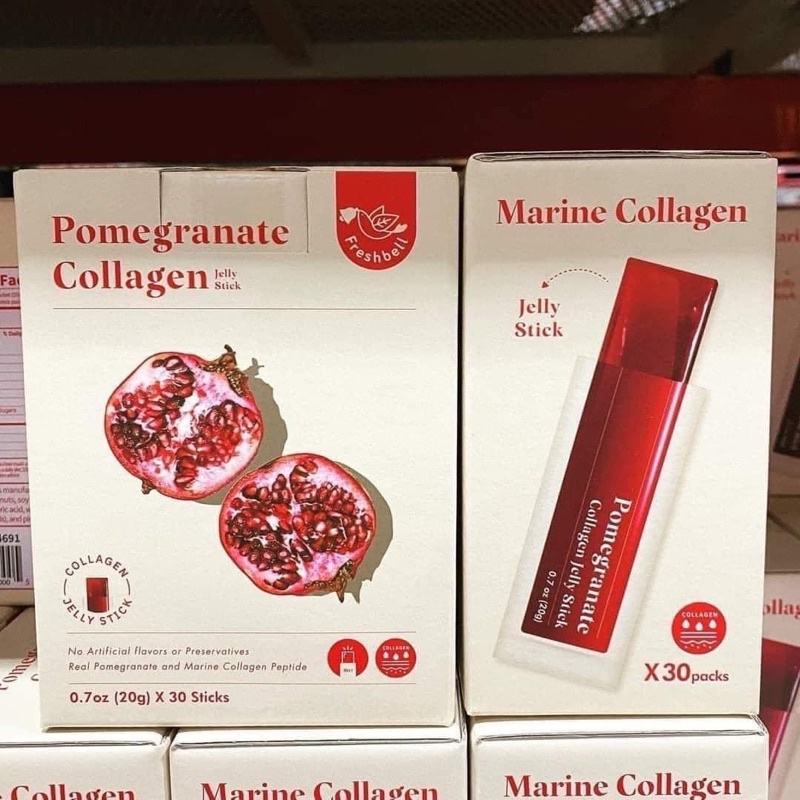 Pomegranate
Collagen Jelly
Stick
Freshbell
COLLAGEN
JELLY STICK
No Artificial flavors or Preservatives
Real Pomegranate and Marine Collagen Peptide
COLLAGEN
0.7oz (20g) X 30 Sticks
Marine Collagen
Jelly
Stick
Pomegranate
Collagen Jelly Stick
0.7 oz (20g)
COLLAGEN
X30packs
Collagen
Marine Collagen
Marine Collagen